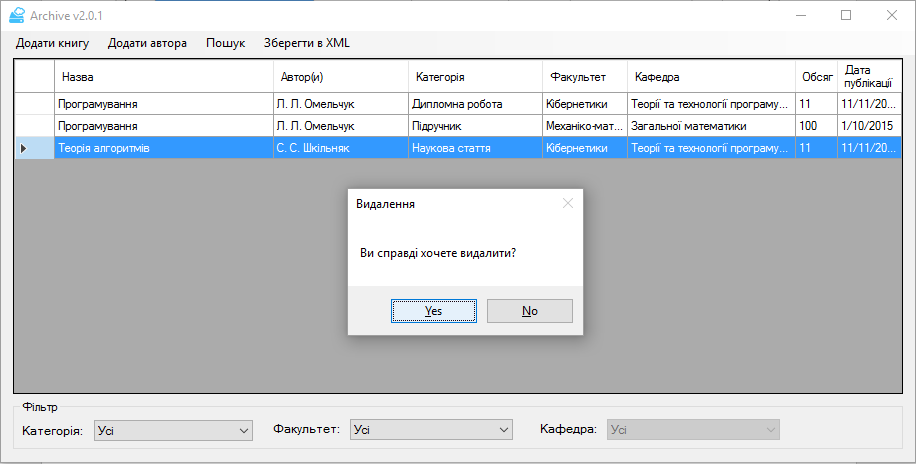 Archive v2.0.1
Додати книгу Додати автора Пошук Зберегти в XML
Назва Автор(и) Категорія Факультет Кафедра Обсяг Дата публікації
Програмування Л. Л. Омельчук Дипломна робота Кібернетики Теорії та технології програму... 11 11/11/20...
Програмування Л. Л. Омельчук Підручник Механіко-мат... Загальної математики 100 1/10/2015
Теорія алгоритмів С. С. Шкільняк Наукова стаття Кібернетики Теорії та технології програму... 11 11/11/20...
Видалення
Ви справді хочете видалити?
Yes No
Фільтр
Категорія: Усі Факультет: Усі Кафедра: Усі